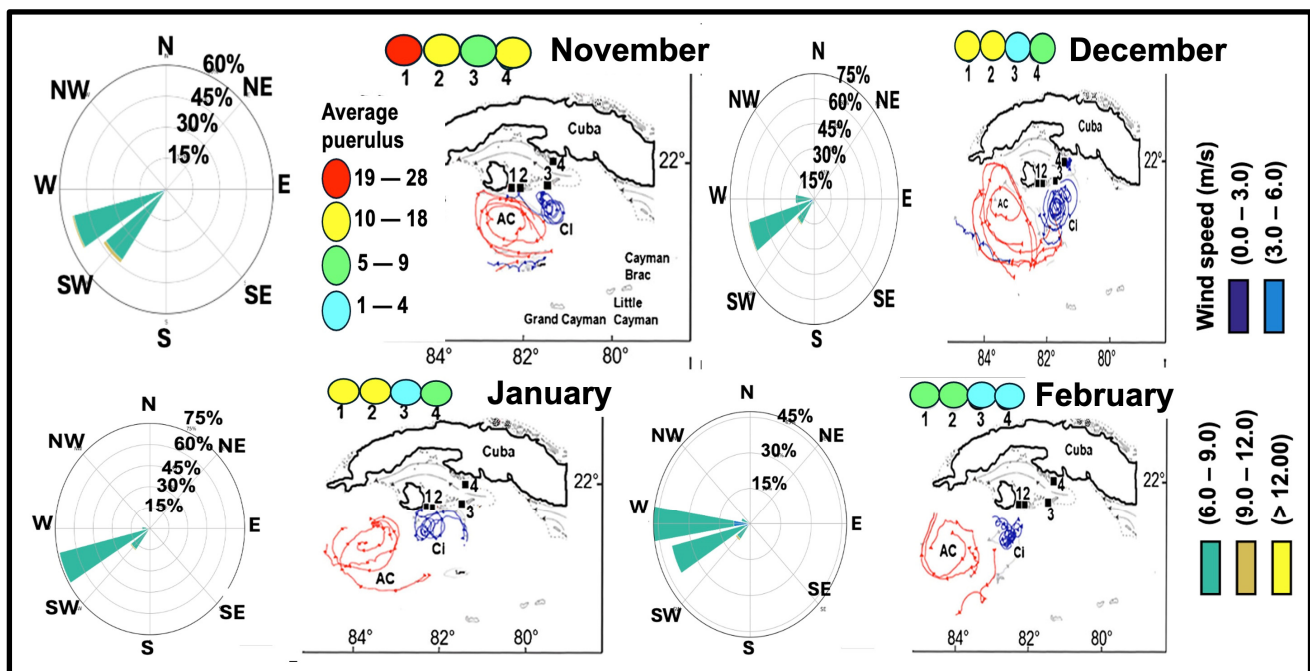 November
1 2 3 4
N
60%
NW
45%
NE
30%
15%
W
E
SW
SE
S
Average
puerulus
19 — 28
10 — 18
5 — 9
1 — 4
Cuba
22°
4
12
3
AC
Ci
Cayman
Brac
Little
Grand Cayman Cayman
84° 82° 80°
December
1 2 3 4
N
75%
NW
60%
NE
45%
30%
15%
W
E
SW
SE
S
Cuba
22°
4
12
3
AC
Ci
84° 82° 80°
Wind speed (m/s)
(0.0 – 3.0)
(3.0 – 6.0)
January
1 2 3 4
N
75%
NW
60%
NE
45%
30%
15%
W
E
SW
SE
S
Cuba
22°
4
12
3
Ci
AC
84° 82° 80°
February
1 2 3 4
N
45%
NW
NE
30%
15%
W
E
SW
SE
S
Cuba
22°
4
12
3
AC
Ci
84° 82° 80°
(6.0 – 9.0)
(9.0 – 12.0)
(> 12.00)